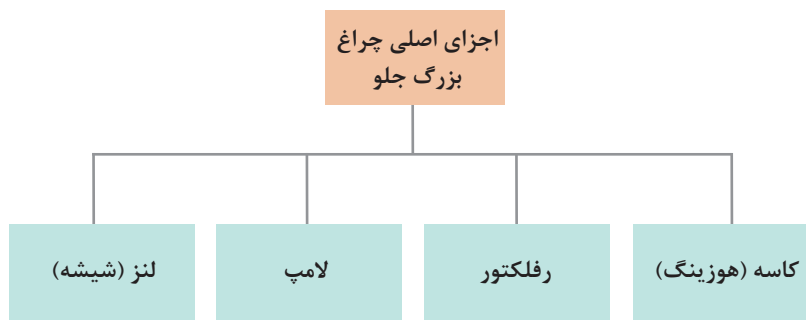 اجزای اصلی چراغ
بزرگ جلو
کاسه (هوزینگ)
رفلکتور
لامپ
لنز (شیشه)